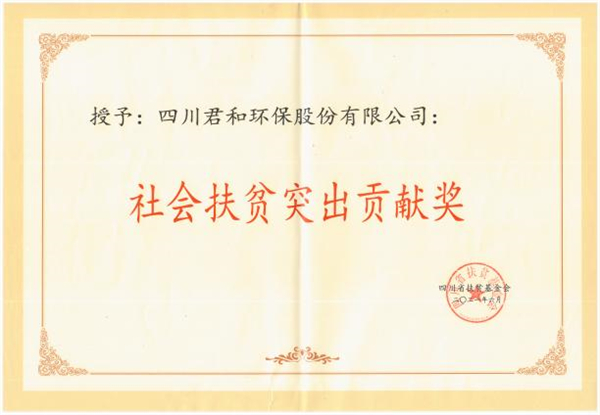 授予：四川君和环保股份有限公司：
社会扶贫突出贡献奖
四川省扶贫基金会